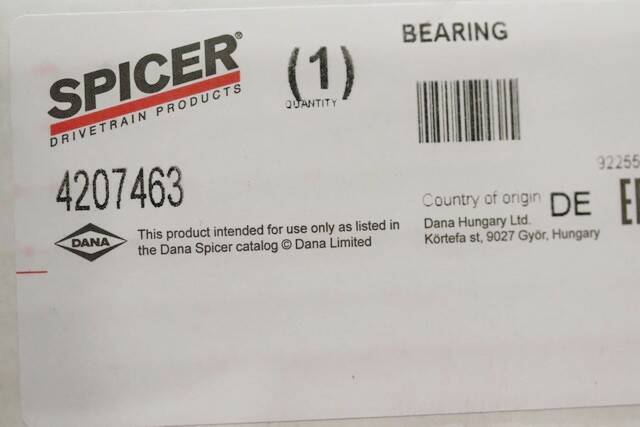 SPICER®
DRIVETRAIN PRODUCTS
(1)
QUANTITY
BEARING
92255
4207463
Country of origin DE
DANA
This product intended for use only as listed in
the Dana Spicer catalog © Dana Limited
Dana Hungary Ltd.
Körtefa st, 9027 Győr, Hungary